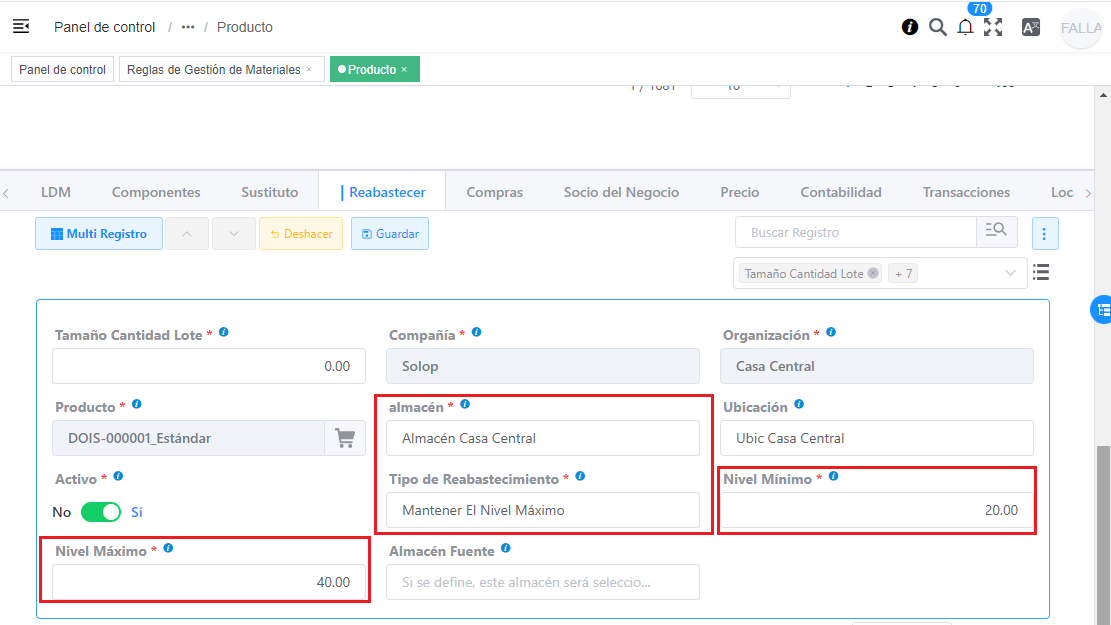 70
Panel de control / ••• / Producto
FALLA
Panel de control
Reglas de Gestión de Materiales ×
Producto ×
LDM
Componentes
Sustituto
Reabastecer
Compras
Socio del Negocio
Precio
Contabilidad
Transacciones
Loc
Multi Registro
Deshacer
Guardar
Buscar Registro
Tamaño Cantidad Lote
+ 7
Tamaño Cantidad Lote *
Compañía *
Organización *
0.00
Solop
Casa Central
Producto *
almacén *
Ubicación
DOIS-000001_Estándar
Almacén Casa Central
Ubic Casa Central
Activo *
Tipo de Reabastecimiento *
Nivel Mínimo *
No
Si
Mantener El Nivel Máximo
20.00
Nivel Máximo *
Almacén Fuente
40.00
Si se define, este almacén será seleccio...